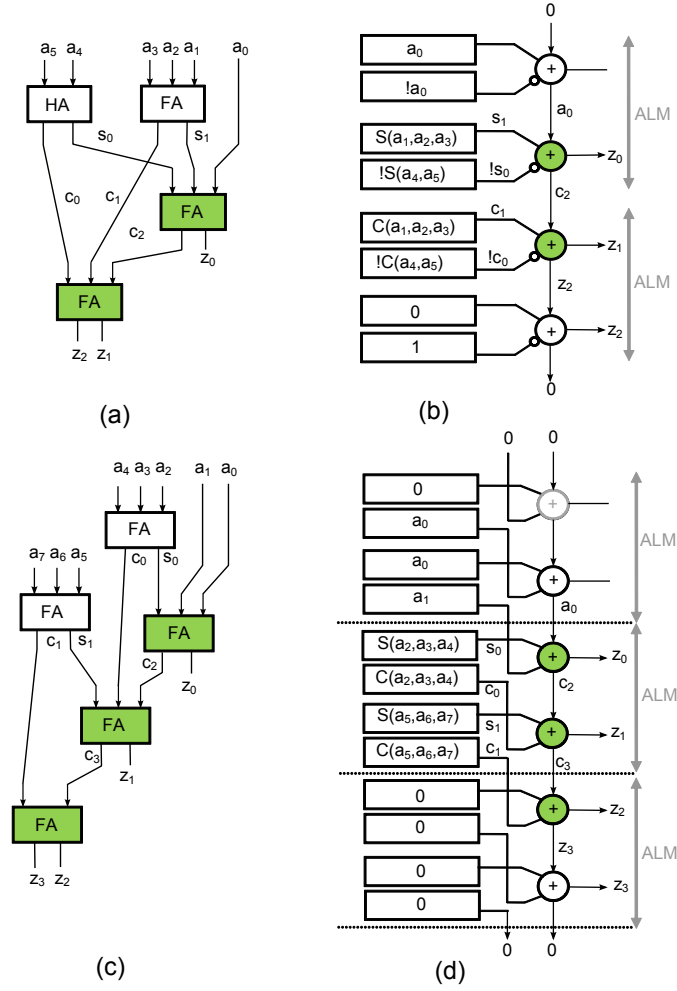 a5 a4 a3 a2 a1 a0
HA FA
s0 s1
c0 c1
FA
c2
z0
FA
z2 z1
(a)
0
a0
!a0
+
a0
S(a1,a2,a3) s1
!S(a4,a5) !s0
+ z0
c2
C(a1,a2,a3) c1
!C(a4,a5) !c0
+ z1
z2
0
1
+ z2
0
ALM
ALM
(b)
a4 a3 a2 a1 a0
FA
a7 a6 a5 c0 s0
FA
c1 s1
FA
c2
z0
FA
c3
z1
FA
z3 z2
(c)
0 0
0
a0
+
a0
a1
+
a0
S(a2,a3,a4) s0
C(a2,a3,a4) c0
+ z0
c2
S(a5,a6,a7) s1
C(a5,a6,a7) c1
+ z1
c3
0
0
+ z2
z3
0
0
+ z3
0 0
ALM
ALM
ALM
(d)